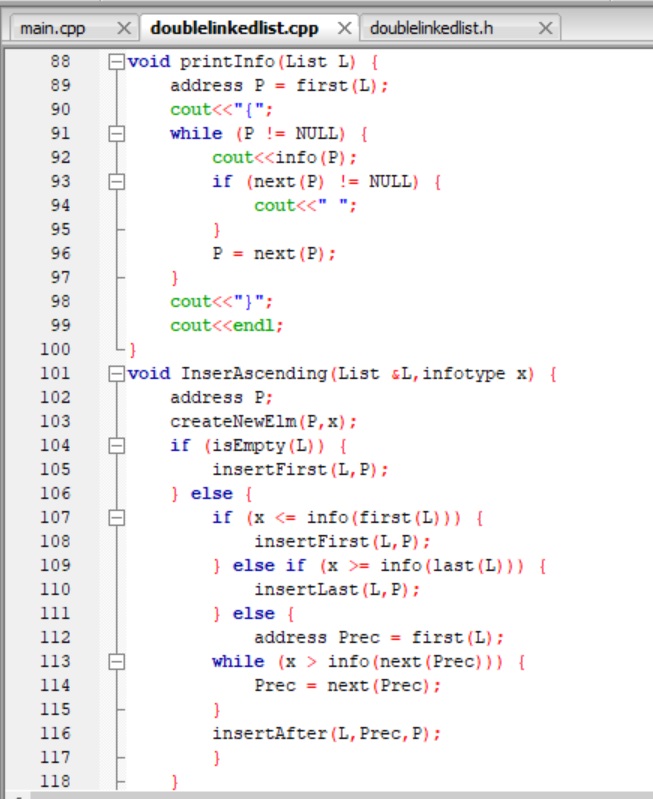 main.cpp doublelinkedlist.cpp doublelinkedlist.h
88 void printInfo(List L) {
89 address P = first(L);
90 cout<<"{";
91 while (P != NULL) {
92 cout<<info(P);
93 if (next(P) != NULL) {
94 cout<<" ";
95 }
96 P = next(P);
97 }
98 cout<<"}";
99 cout<<endl;
100 }
101 void InserAscending(List &L,infotype x) {
102 address P;
103 createNewElm(P,x);
104 if (isEmpty(L)) {
105 insertFirst(L,P);
106 } else {
107 if (x <= info(first(L))) {
108 insertFirst(L,P);
109 } else if (x >= info(last(L))) {
110 insertLast(L,P);
111 } else {
112 address Prec = first(L);
113 while (x > info(next(Prec))) {
114 Prec = next(Prec);
115 }
116 insertAfter(L,Prec,P);
117 }
118 }